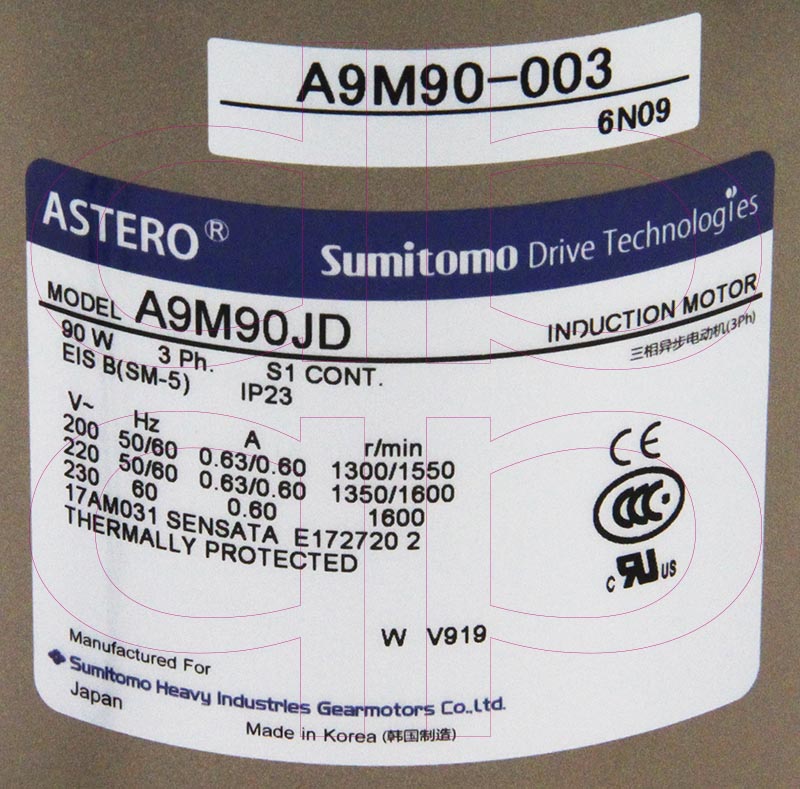 A9M90-003
6N09
ASTERO®
Sumitomo Drive Technologies
MODEL A9M90JD INDUCTION MOTOR
90 W 3 Ph. S1 CONT. 三相异步电动机(3Ph)
EIS B(SM-5) IP23
V~ Hz A r/min
200 50/60 0.63/0.60 1300/1550
220 50/60 0.63/0.60 1350/1600
230 60 0.60 1600
17AM031 SENSATA E172720 2
THERMALLY PROTECTED
CE
CCC
c RU us
W V919
Manufactured For
Sumitomo Heavy Industries Gearmotors Co.,Ltd.
Japan
Made in Korea (韩国制造)